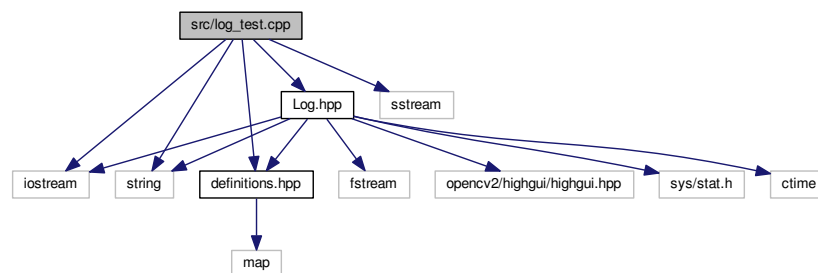 src/log_test.cpp
Log.hpp
sstream
iostream
string
definitions.hpp
fstream
opencv2/highgui/highgui.hpp
sys/stat.h
ctime
map